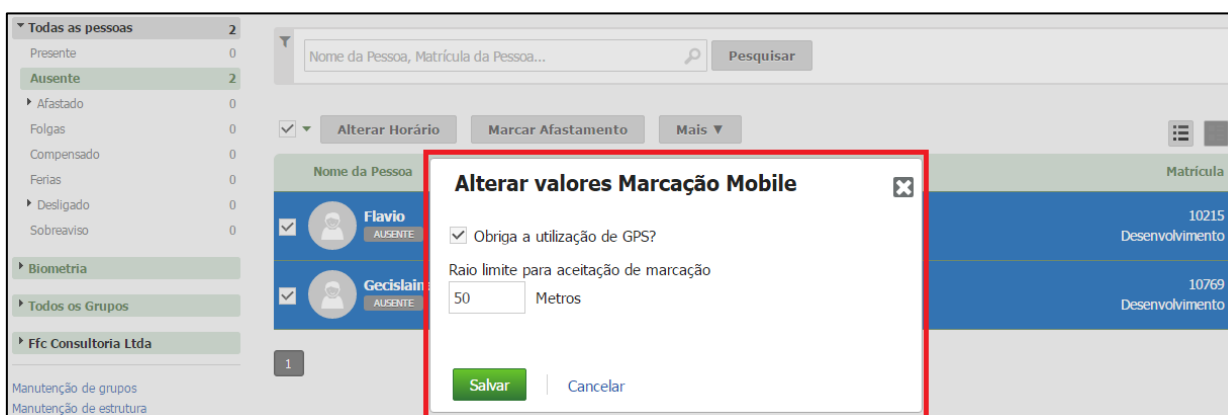 Todas as pessoas 2
Presente 0
Ausente 2
Afastado 0
Folgas 0
Compensado 0
Ferias 0
Desligado 0
Sobreaviso 0
Biometria
Todos os Grupos
Ffc Consultoria Ltda
Manutenção de grupos
Manutenção de estrutura
Nome da Pessoa, Matrícula da Pessoa...
Pesquisar
Alterar Horário Marcar Afastamento Mais ▼
Nome da Pessoa Matrícula
Flavio 10215
AUSENTE Desenvolvimento
Gecislain 10769
AUSENTE Desenvolvimento
1
Alterar valores Marcação Mobile
Obriga a utilização de GPS?
Raio limite para aceitação de marcação
50 Metros
Salvar Cancelar